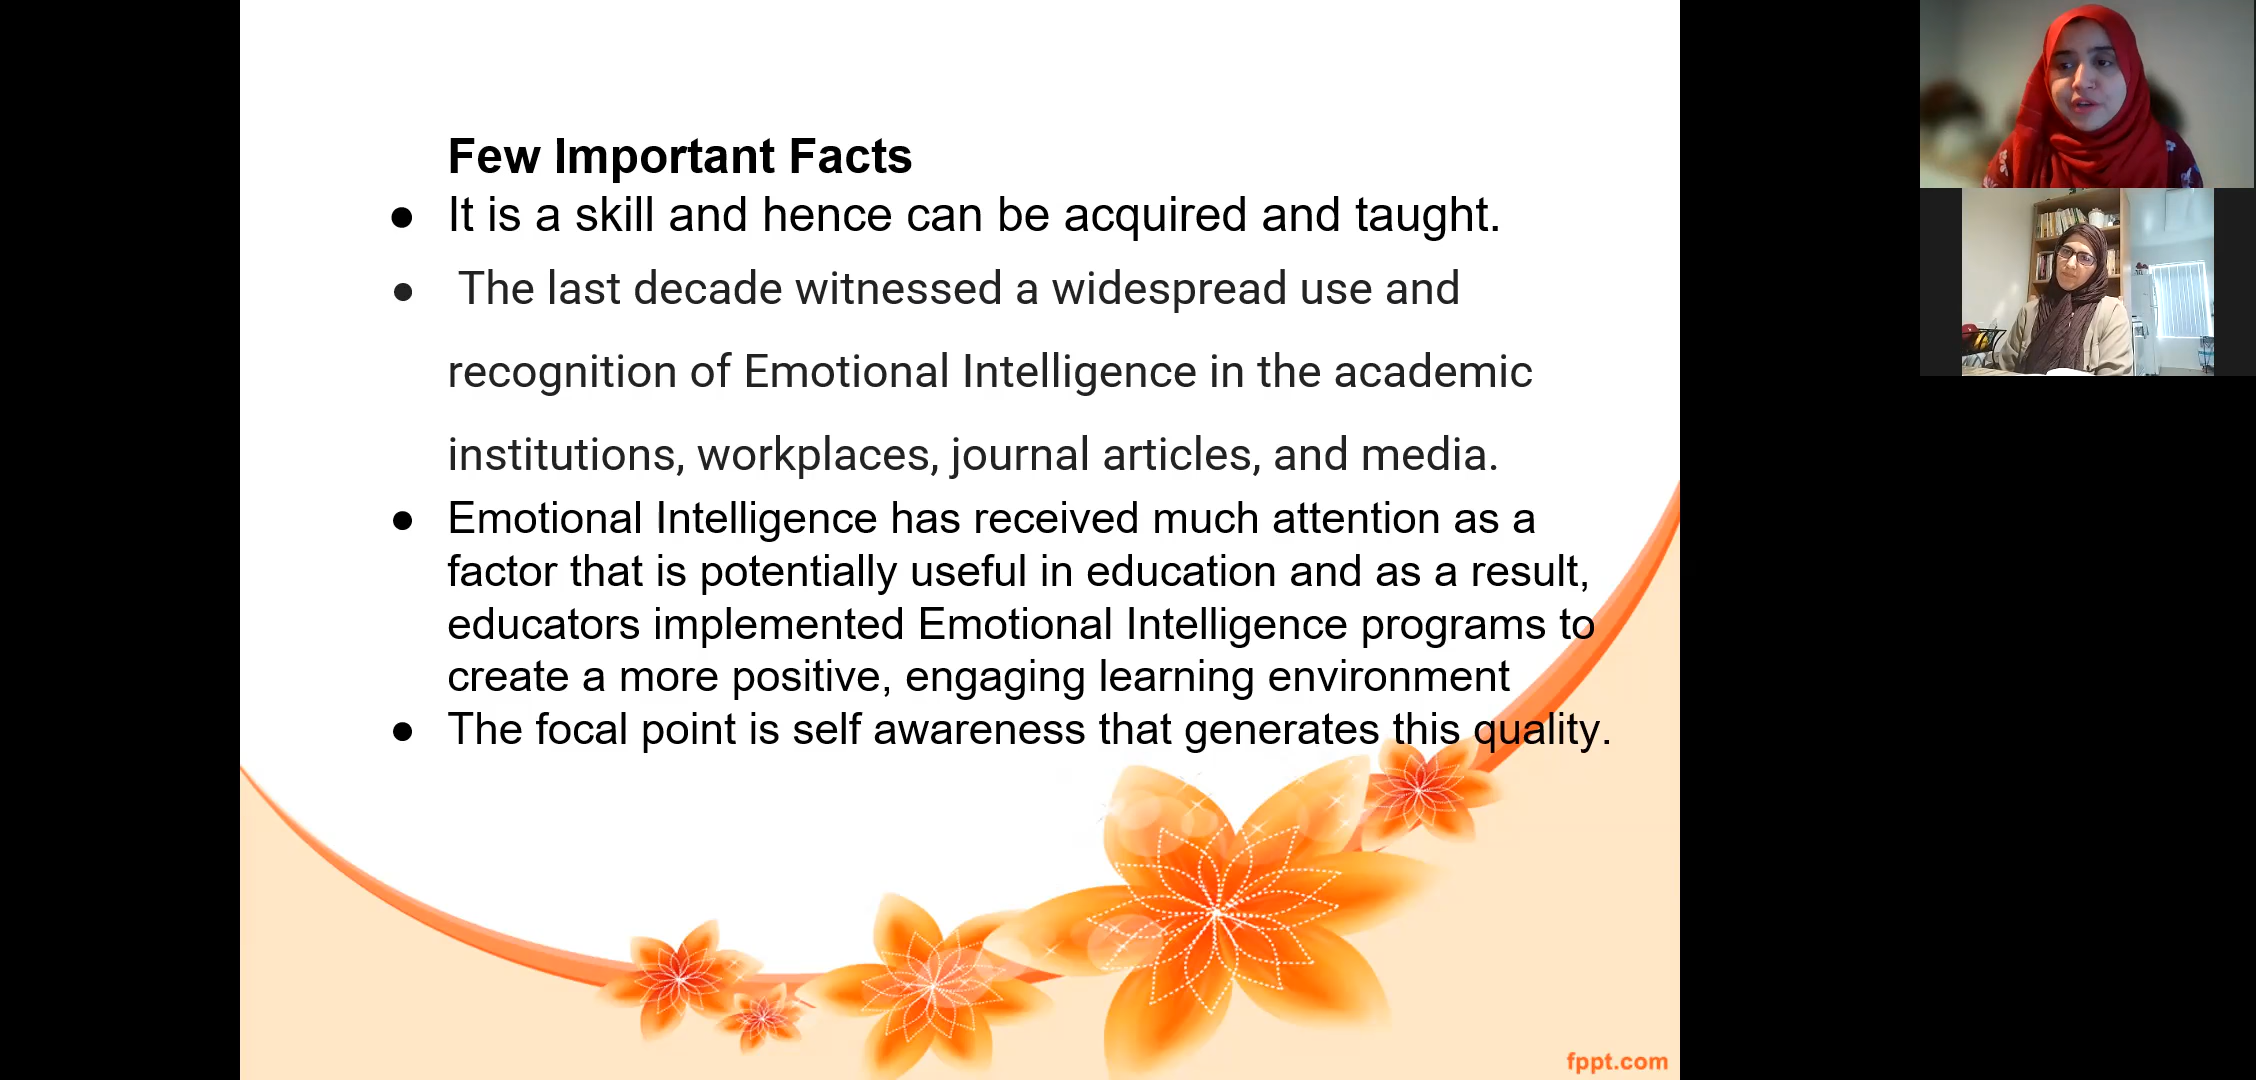 Few Important Facts
● It is a skill and hence can be acquired and taught.
● The last decade witnessed a widespread use and
recognition of Emotional Intelligence in the academic
institutions, workplaces, journal articles, and media.
● Emotional Intelligence has received much attention as a
factor that is potentially useful in education and as a result,
educators implemented Emotional Intelligence programs to
create a more positive, engaging learning environment
● The focal point is self awareness that generates this quality.
fppt.com